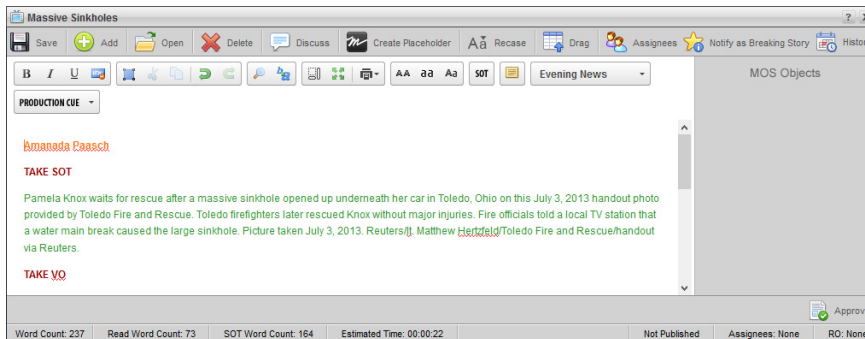 Massive Sinkholes ?
Save Add Open Delete Discuss Create Placeholder Aä Recase Drag Assignees Notify as Breaking Story Histor
B I U AA aa Aa SOT Evening News MOS Objects
PRODUCTION CUE
Amanada Paasch
TAKE SOT
Pamela Knox waits for rescue after a massive sinkhole opened up underneath her car in Toledo, Ohio on this July 3, 2013 handout photo
provided by Toledo Fire and Rescue. Toledo firefighters later rescued Knox without major injuries. Fire officials told a local TV station that
a water main break caused the large sinkhole. Picture taken July 3, 2013. Reuters/lt. Matthew Hertzfeld/Toledo Fire and Rescue/handout
via Reuters.
TAKE VO
Approv
Word Count: 237 Read Word Count: 73 SOT Word Count: 164 Estimated Time: 00:00:22 Not Published Assignees: None RO: None